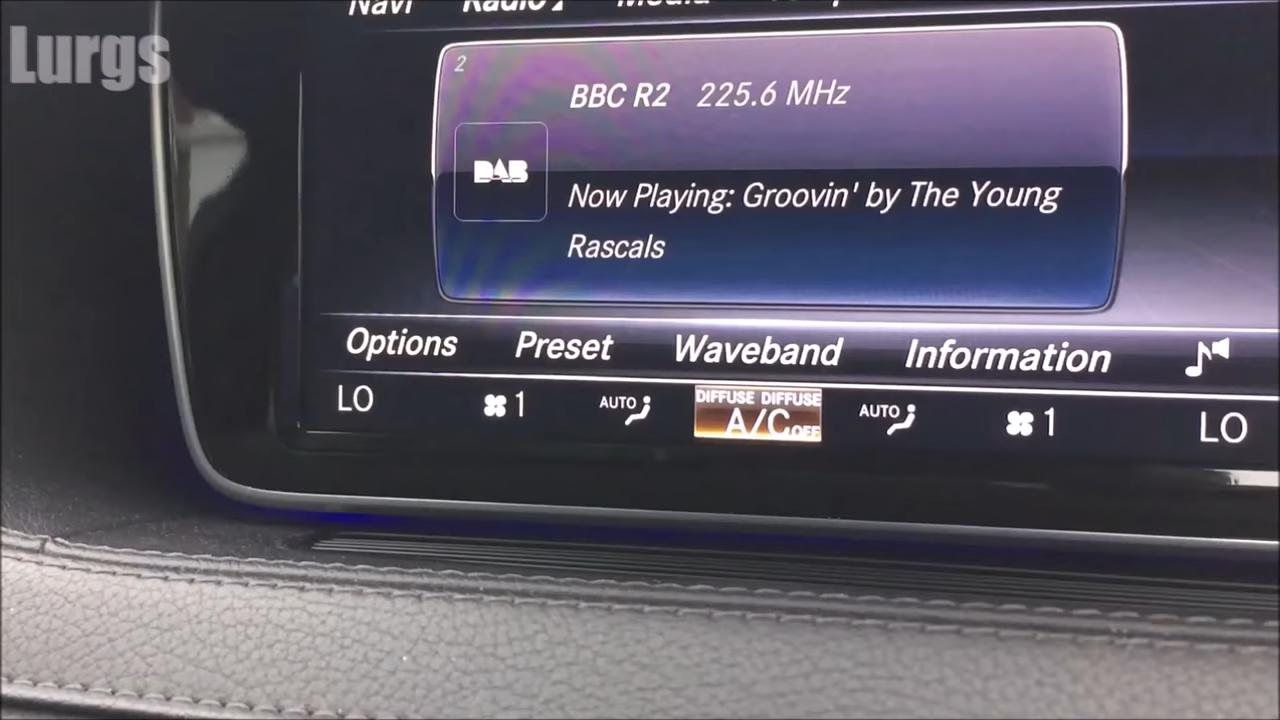 Lurgs
Navi Radio Media
2
BBC R2 225.6 MHz
DAB
Now Playing: Groovin' by The Young
Rascals
Options Preset Waveband Information
LO 1 AUTO DIFFUSE DIFFUSE AUTO 1 LO
A/C OFF